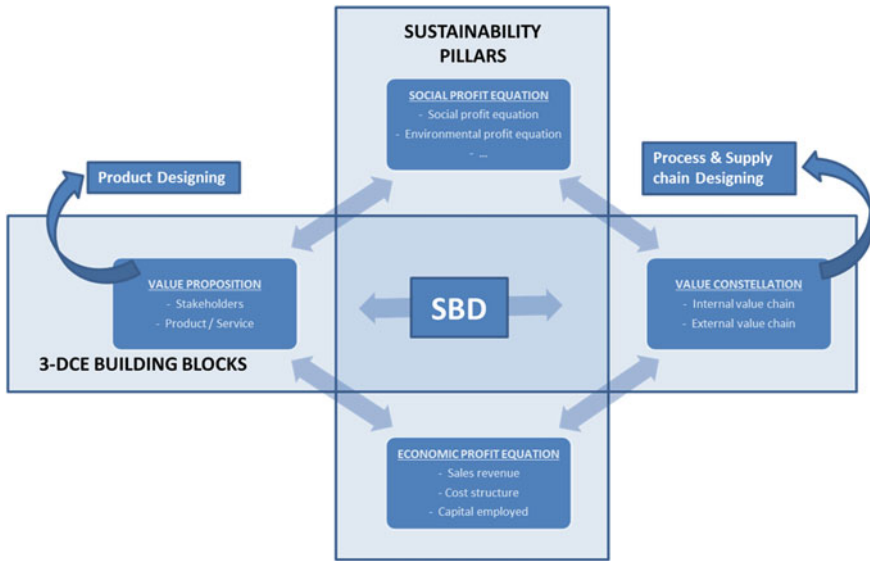 SUSTAINABILITY
PILLARS
SOCIAL PROFIT EQUATION
- Social profit equation
- Environmental profit equation
- ...
Product Designing
Process & Supply
chain Designing
VALUE PROPOSITION
- Stakeholders
- Product / Service
SBD
VALUE CONSTELLATION
- Internal value chain
- External value chain
3-DCE BUILDING BLOCKS
ECONOMIC PROFIT EQUATION
- Sales revenue
- Cost structure
- Capital employed